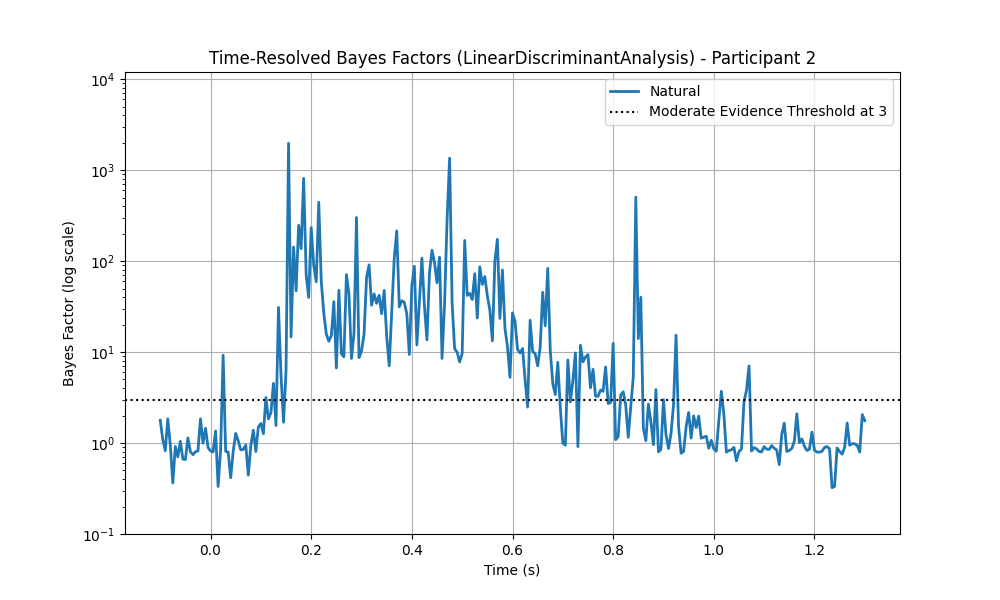 Time-Resolved Bayes Factors (LinearDiscriminantAnalysis) - Participant 2
Natural
Moderate Evidence Threshold at 3
Bayes Factor (log scale)
10⁴
10³
10²
10¹
10⁰
10⁻¹
0.0 0.2 0.4 0.6 0.8 1.0 1.2
Time (s)